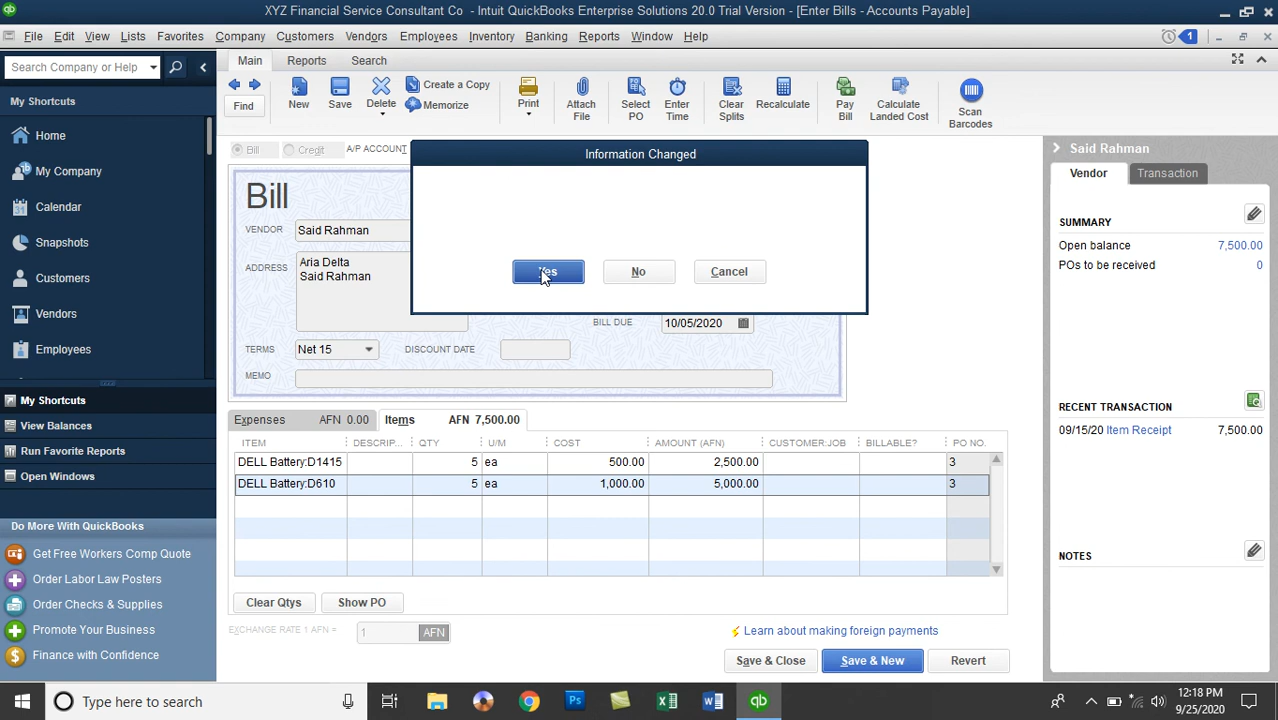 XYZ Financial Service Consultant Co - Intuit QuickBooks Enterprise Solutions 20.0 Trial Version - [Enter Bills - Accounts Payable]
File Edit View Lists Favorites Company Customers Vendors Employees Inventory Banking Reports Window Help 1
Search Company or Help
My Shortcuts
Home
My Company
Calendar
Snapshots
Customers
Vendors
Employees
My Shortcuts
View Balances
Run Favorite Reports
Open Windows
Do More With QuickBooks
Get Free Workers Comp Quote
Order Labor Law Posters
Order Checks & Supplies
Promote Your Business
Finance with Confidence
Main Reports Search
Find New Save Delete Create a Copy
Memorize
Print Attach File Select PO Enter Time Clear Splits Recalculate Pay Bill Calculate Landed Cost Scan Barcodes
Bill Credit A/P ACCOUNT
Information Changed
Yes No Cancel
Bill
VENDOR Said Rahman
ADDRESS Aria Delta
Said Rahman
BILL DUE 10/05/2020
TERMS Net 15 DISCOUNT DATE
MEMO
Expenses AFN 0.00 Items AFN 7,500.00
ITEM DESCRIP... QTY U/M COST AMOUNT (AFN) CUSTOMER:JOB BILLABLE? PO NO.
DELL Battery:D1415 5 ea 500.00 2,500.00 3
DELL Battery:D610 5 ea 1,000.00 5,000.00 3
Clear Qtys Show PO
EXCHANGE RATE 1 AFN = 1 AFN
Learn about making foreign payments
Save & Close Save & New Revert
Said Rahman
Vendor Transaction
SUMMARY
Open balance 7,500.00
POs to be received 0
RECENT TRANSACTION
09/15/20 Item Receipt 7,500.00
NOTES
Type here to search
12:18 PM
9/25/2020